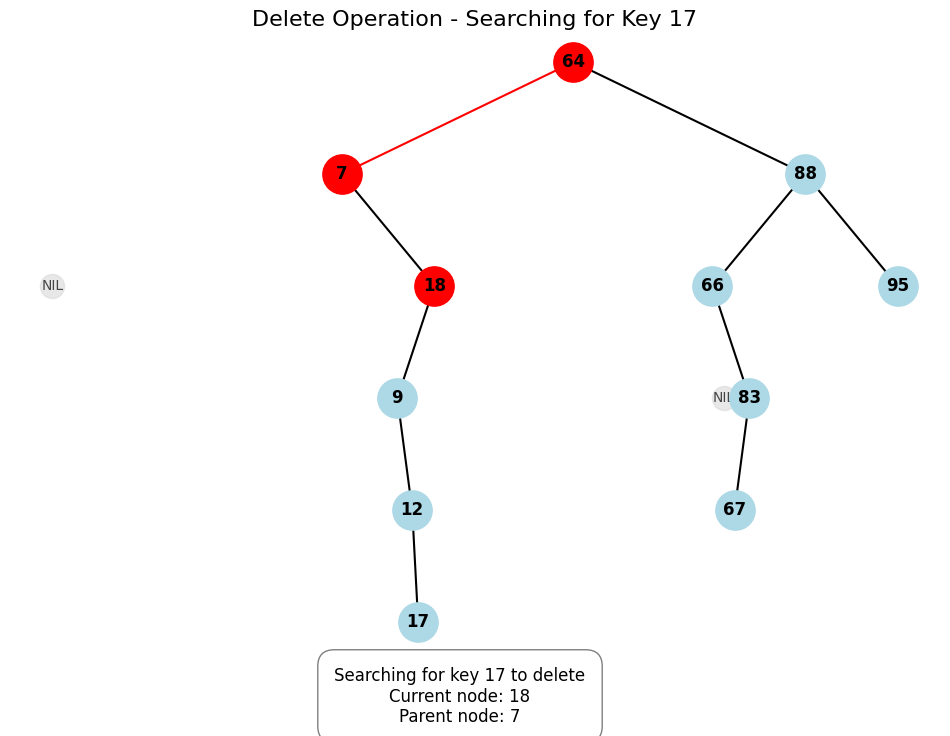 Delete Operation - Searching for Key 17
64
7
88
NIL
18
66
95
9
NIL
83
12
67
17
Searching for key 17 to delete
Current node: 18
Parent node: 7